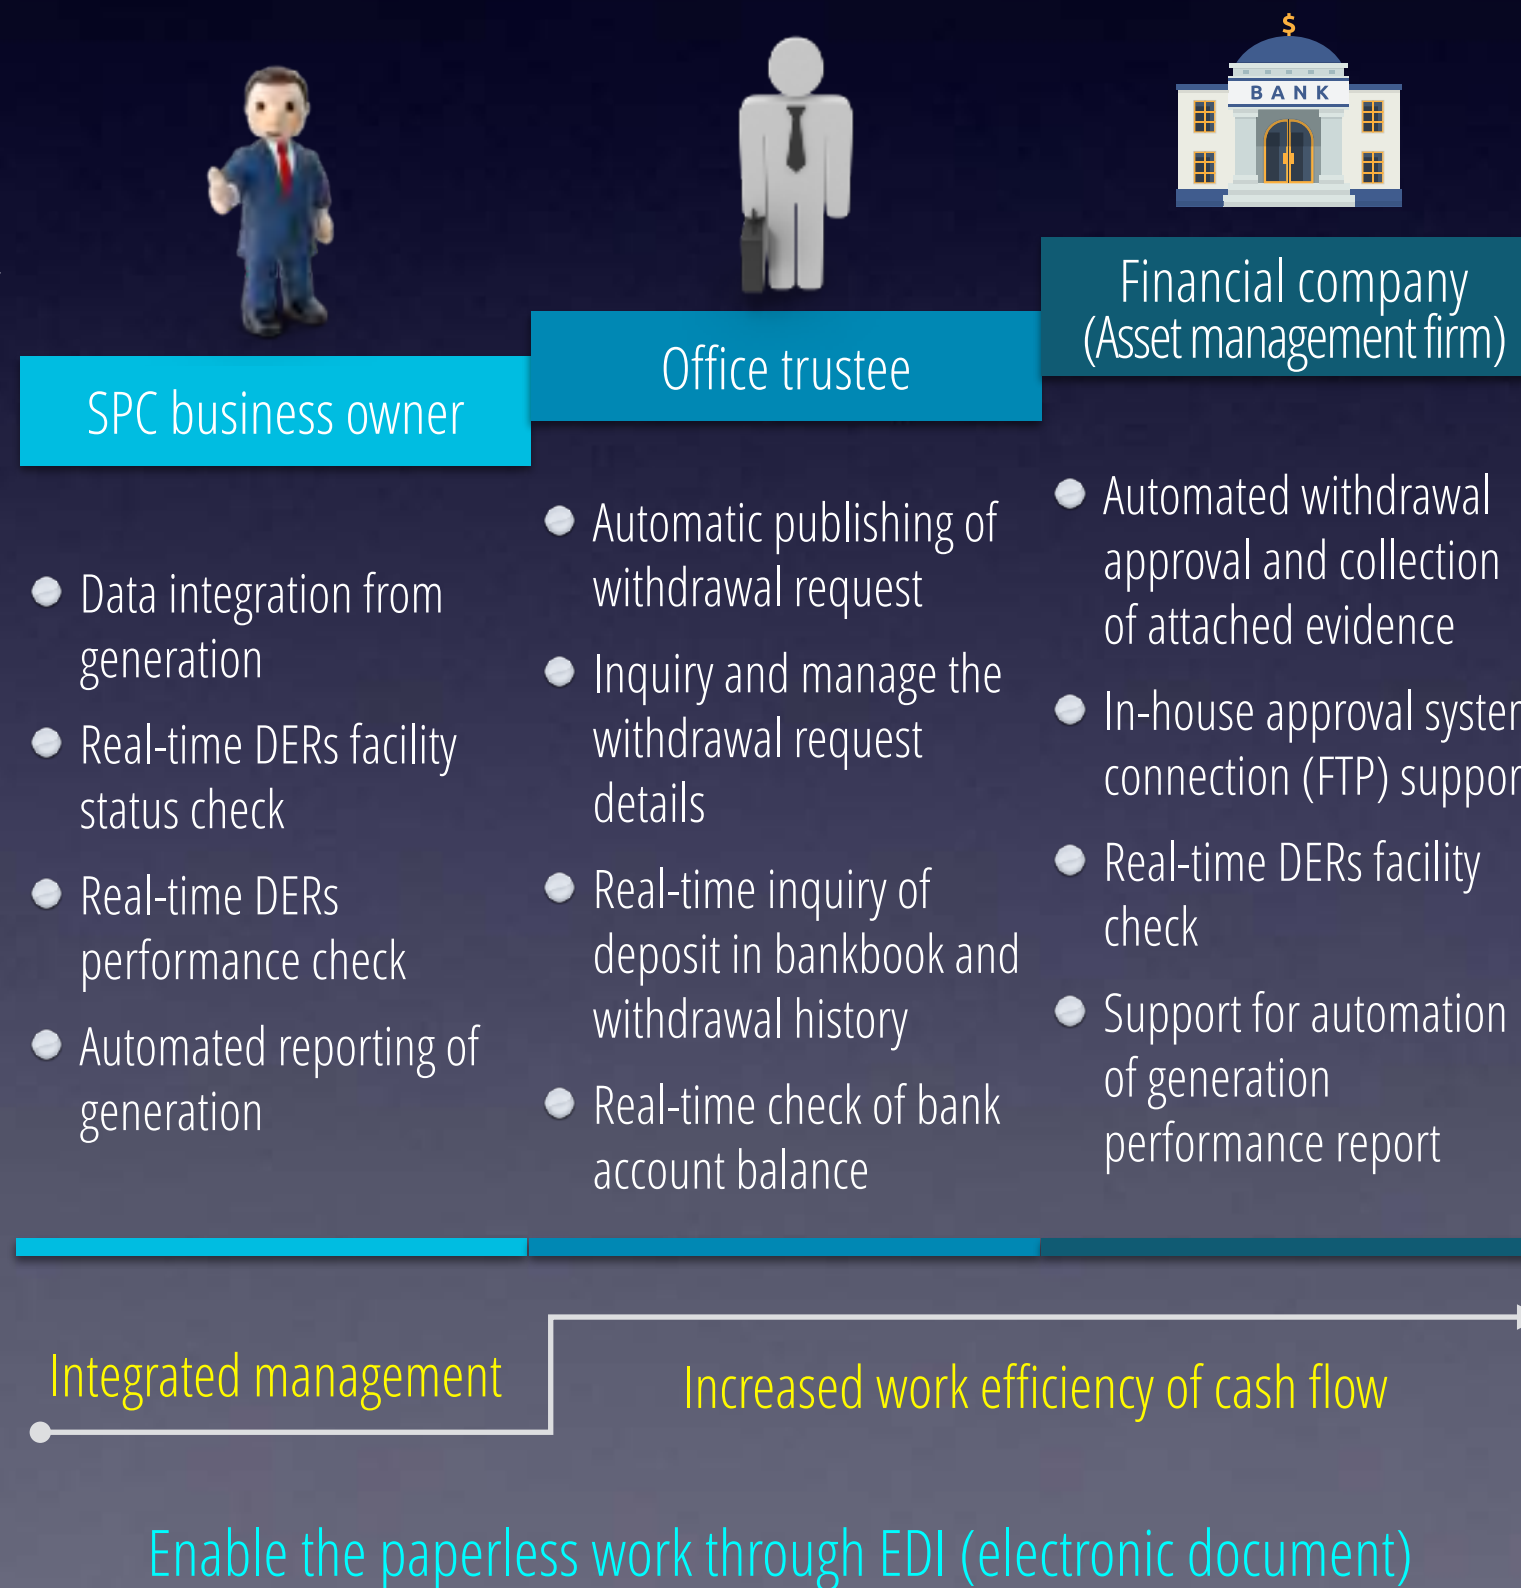 $
BANK
SPC business owner
Data integration from
generation
Real-time DERs facility
status check
Real-time DERs
performance check
Automated reporting of
generation
Office trustee
Automatic publishing of
withdrawal request
Inquiry and manage the
withdrawal request
details
Real-time inquiry of
deposit in bankbook and
withdrawal history
Real-time check of bank
account balance
Financial company
(Asset management firm)
Automated withdrawal
approval and collection
of attached evidence
In-house approval
connection (FTP)
Real-time DERs facility
check
Support for automation
of generation
performance report
Integrated management
Increased work efficiency of cash flow
Enable the paperless work through EDI (electronic document)